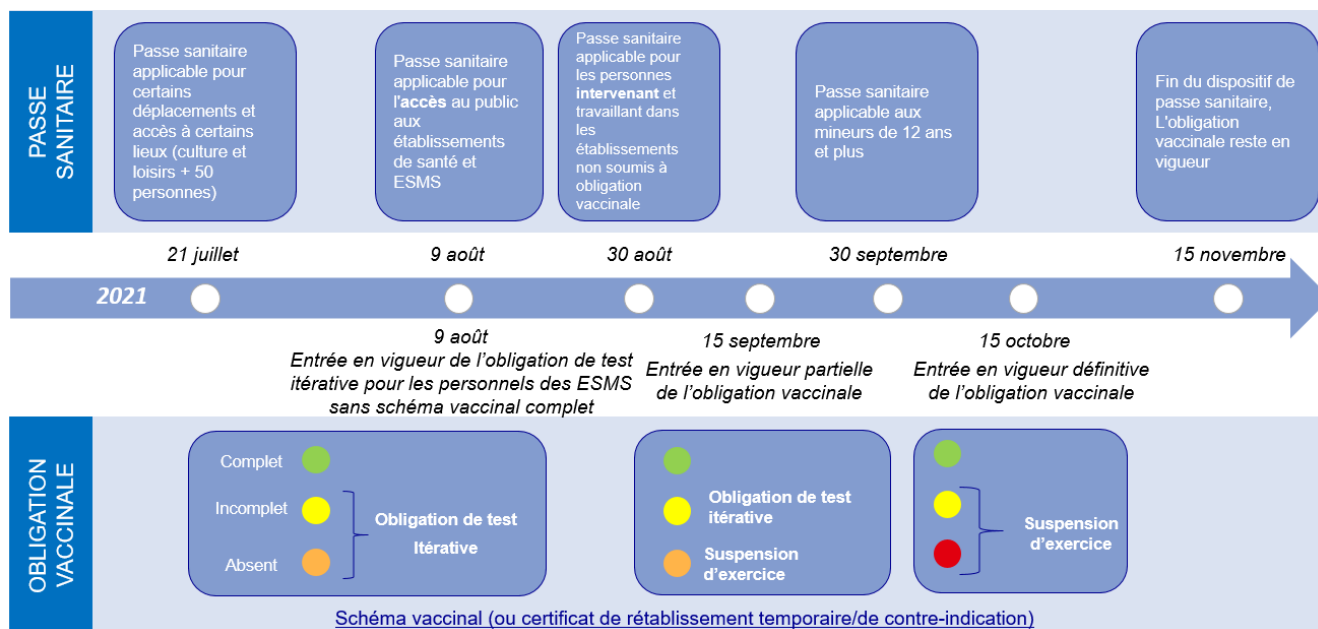 PASSE
SANITAIRE
Passe sanitaire
applicable pour
certains
déplacements et
accès à certains
lieux (culture et
loisirs + 50
personnes)
Passe sanitaire
applicable pour
l'accès au public
aux
établissements
de santé et
ESMS
Passe sanitaire
applicable pour
les personnes
intervenant et
travaillant dans
les
établissements
non soumis à
obligation
vaccinale
Passe sanitaire
applicable aux
mineurs de 12 ans
et plus
Fin du dispositif de
passe sanitaire,
L'obligation
vaccinale reste en
vigueur
21 juillet
9 août
30 août
30 septembre
15 novembre
2021
9 août
Entrée en vigueur de l'obligation de test
itérative pour les personnels des ESMS
sans schéma vaccinal complet
15 septembre
Entrée en vigueur partielle
de l'obligation vaccinale
15 octobre
Entrée en vigueur définitive
de l'obligation vaccinale
OBLIGATION
VACCINALE
Complet
Incomplet
Absent
Obligation de test
Itérative
Obligation de test
itérative
Suspension
d'exercice
Suspension
d'exercice
Schéma vaccinal (ou certificat de rétablissement temporaire/de contre-indication)